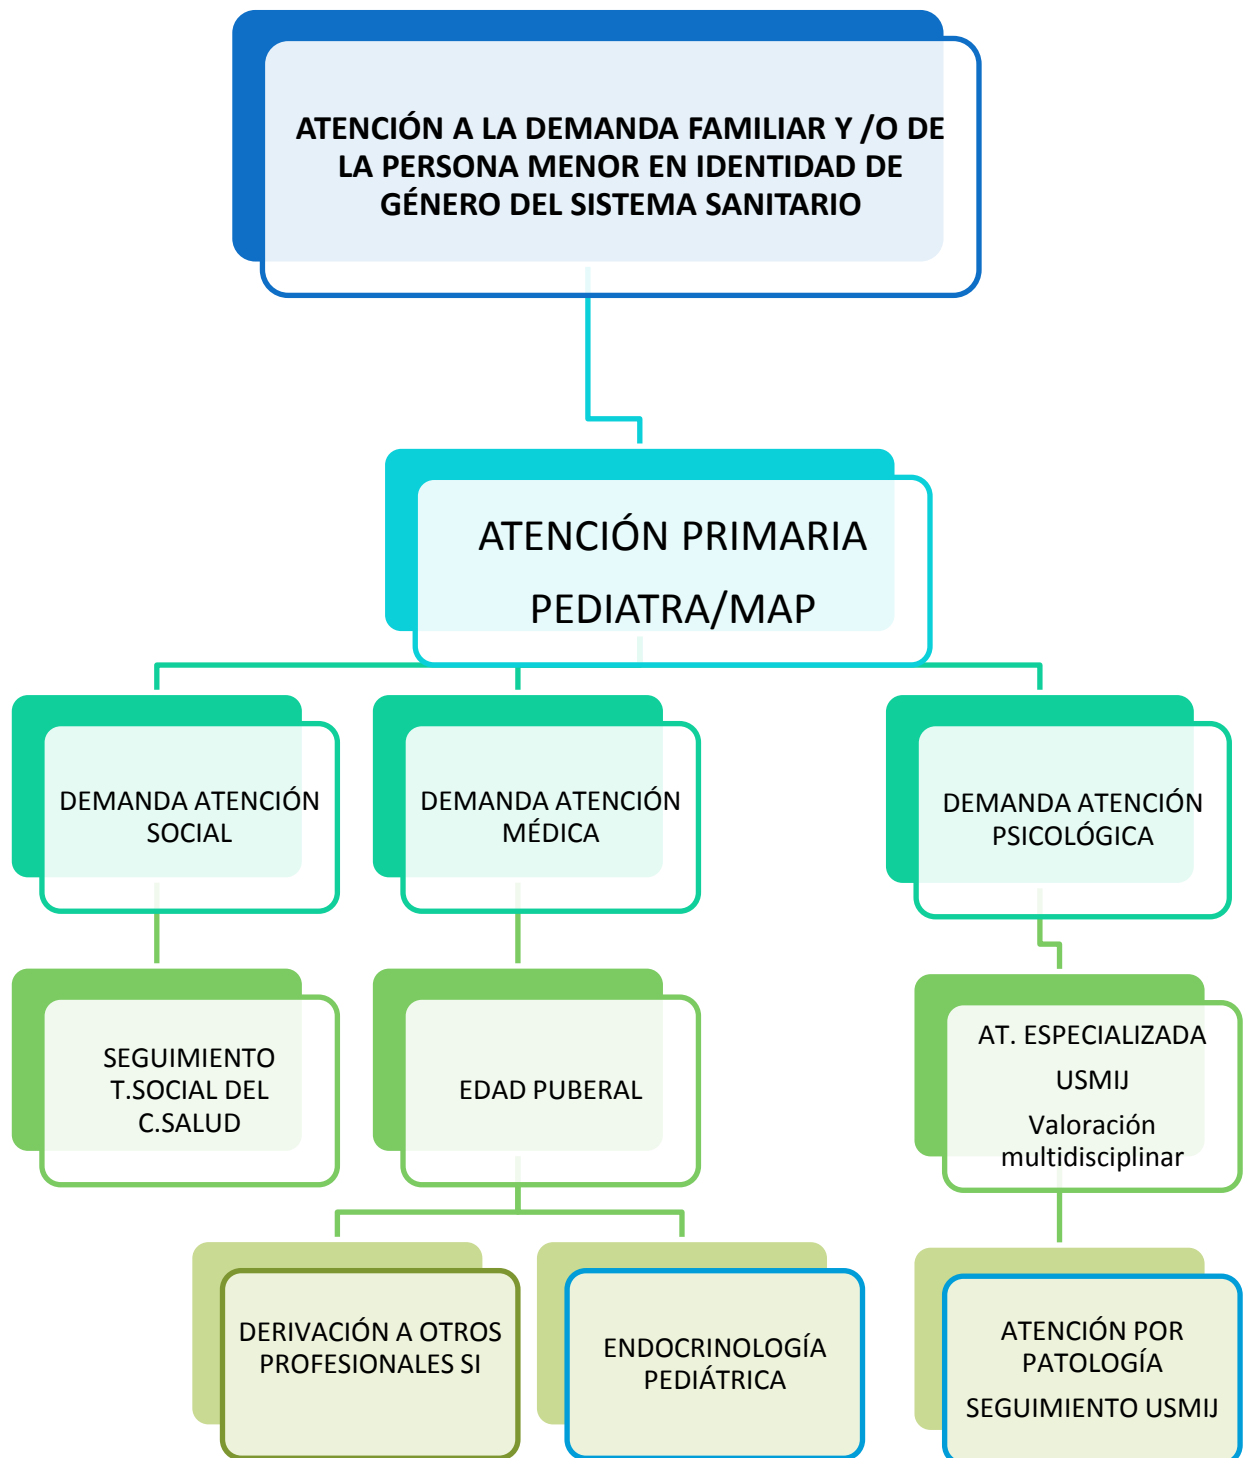 ATENCIÓN A LA DEMANDA FAMILIAR Y /O DE
LA PERSONA MENOR EN IDENTIDAD DE
GÉNERO DEL SISTEMA SANITARIO
ATENCIÓN PRIMARIA
PEDIATRA/MAP
DEMANDA ATENCIÓN
SOCIAL
DEMANDA ATENCIÓN
MÉDICA
DEMANDA ATENCIÓN
PSICOLÓGICA
SEGUIMIENTO
T.SOCIAL DEL
C.SALUD
EDAD PUBERAL
AT. ESPECIALIZADA
USMIJ
Valoración
multidisciplinar
DERIVACIÓN A OTROS
PROFESIONALES SI
ENDOCRINOLOGÍA
PEDIÁTRICA
ATENCIÓN POR
PATOLOGÍA
SEGUIMIENTO USMIJ